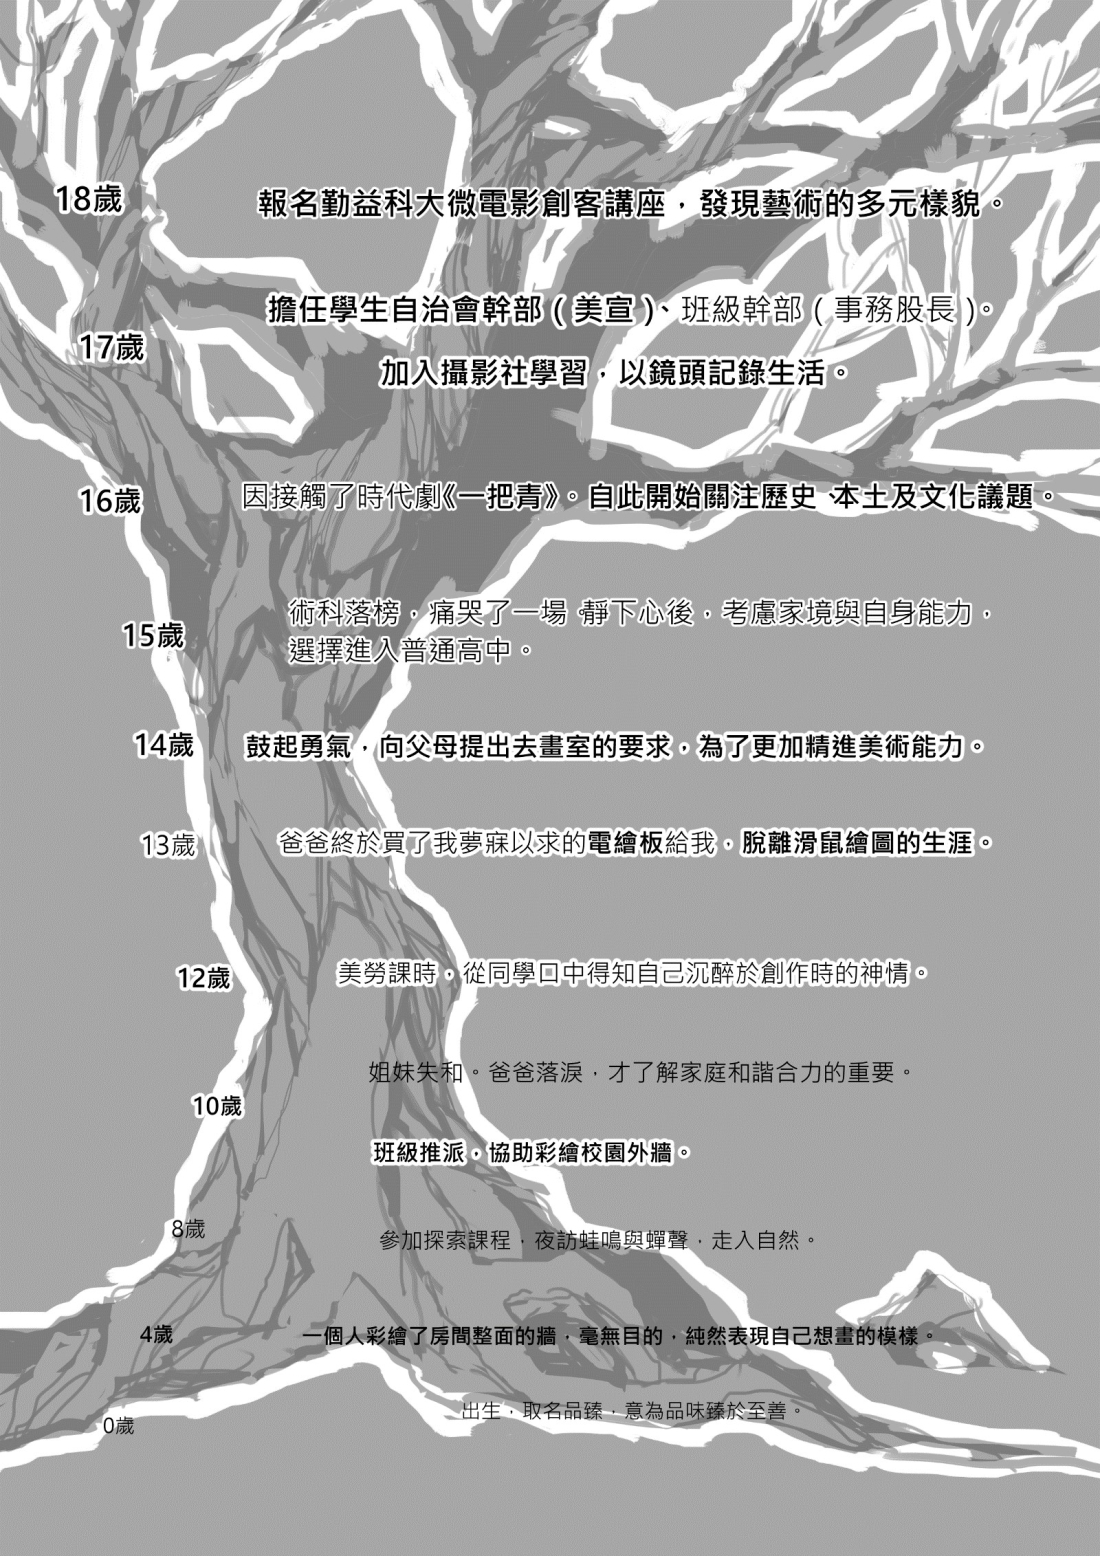 18歲 報名勤益科大微電影創客講座，發現藝術的多元樣貌。
擔任學生自治會幹部(美宣)、班級幹部(事務股長)。
17歲
加入攝影社學習，以鏡頭記錄生活。
16歲 因接觸了時代劇《一把青》。自此開始關注歷史、本土及文化議題。
術科落榜，痛哭了一場。靜下心後，考慮家境與自身能力，
15歲
選擇進入普通高中。
14歲 鼓起勇氣，向父母提出去畫室的要求，為了更加精進美術能力。
13歲 爸爸終於買了我夢寐以求的電繪板給我，脫離滑鼠繪圖的生涯。
12歲 美勞課時，從同學口中得知自己沉醉於創作時的神情。
姐妹失和。爸爸落淚，才了解家庭和諧合力的重要。
10歲
班級推派，協助彩繪校園外牆。
8歲 參加探索課程，夜訪蛙鳴與蟬聲，走入自然。
4歲 一個人彩繪了房間整面的牆，毫無目的，純然表現自己想畫的模樣。
0歲 出生，取名品臻，意為品味臻於至善。